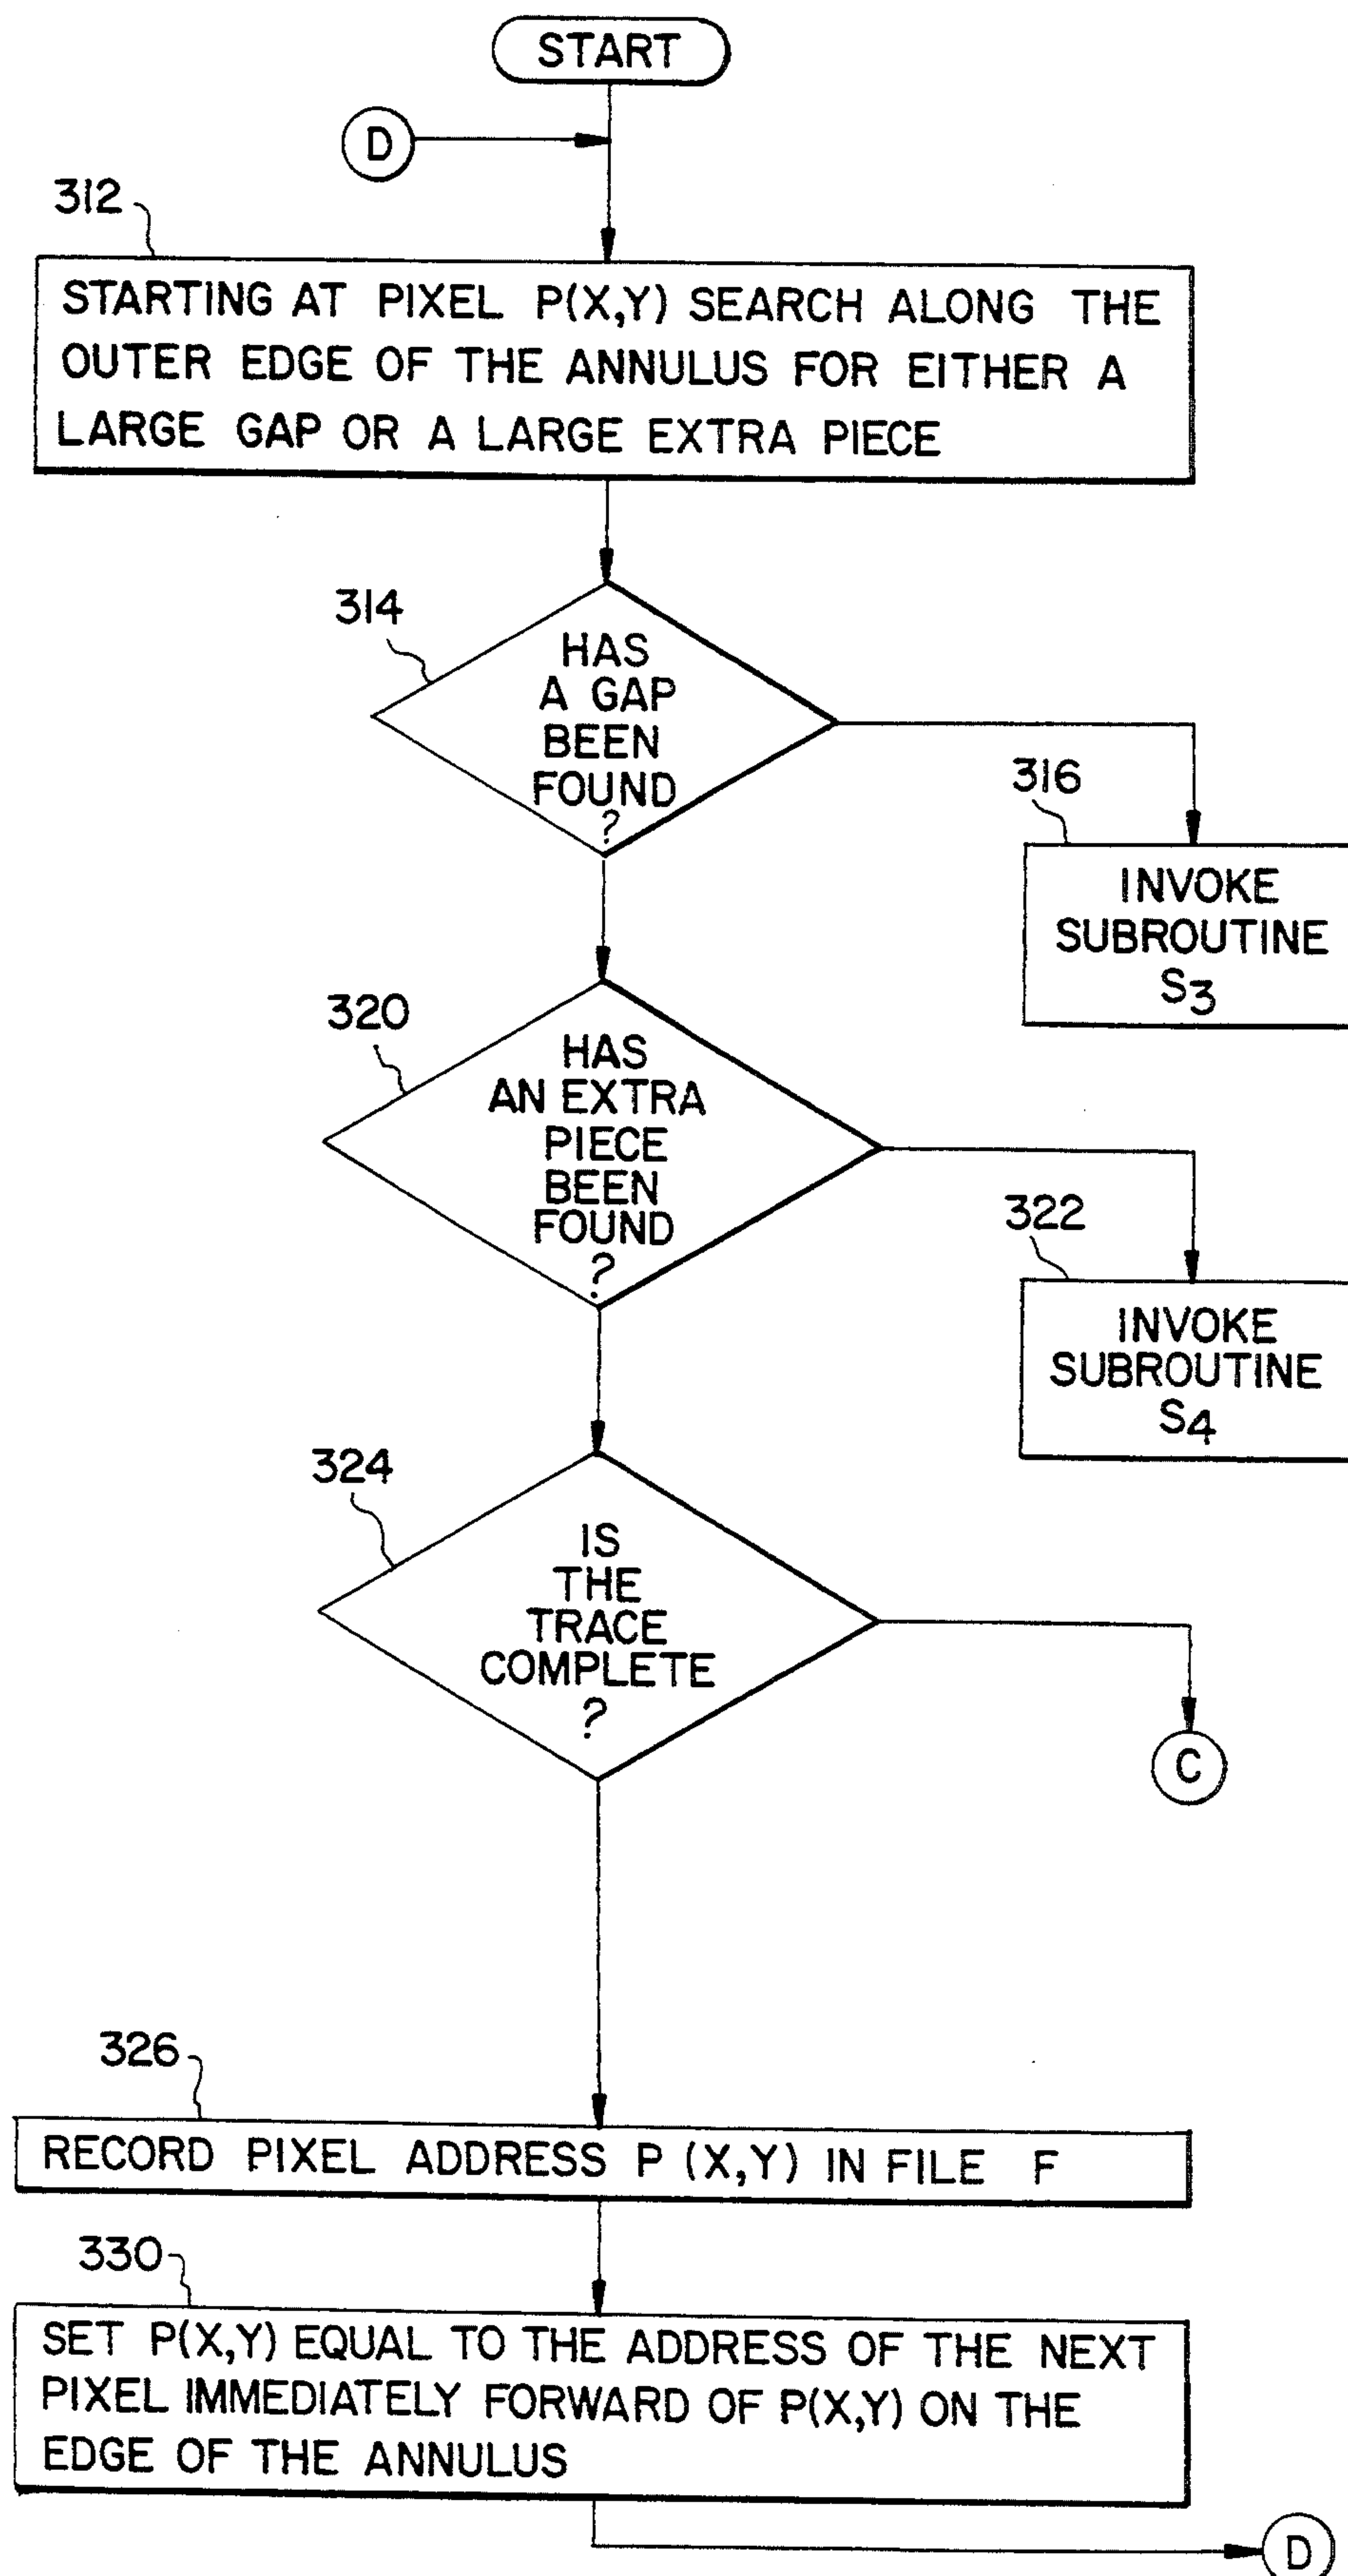 START
D
312
STARTING AT PIXEL P(X,Y) SEARCH ALONG THE
OUTER EDGE OF THE ANNULUS FOR EITHER A
LARGE GAP OR A LARGE EXTRA PIECE
314
HAS
A GAP
BEEN
FOUND
?
316
INVOKE
SUBROUTINE
S3
320
HAS
AN EXTRA
PIECE
BEEN
FOUND
?
322
INVOKE
SUBROUTINE
S4
324
IS
THE
TRACE
COMPLETE
?
C
326
RECORD PIXEL ADDRESS P (X,Y) IN FILE F
330
SET P(X,Y) EQUAL TO THE ADDRESS OF THE NEXT
PIXEL IMMEDIATELY FORWARD OF P(X,Y) ON THE
EDGE OF THE ANNULUS
D